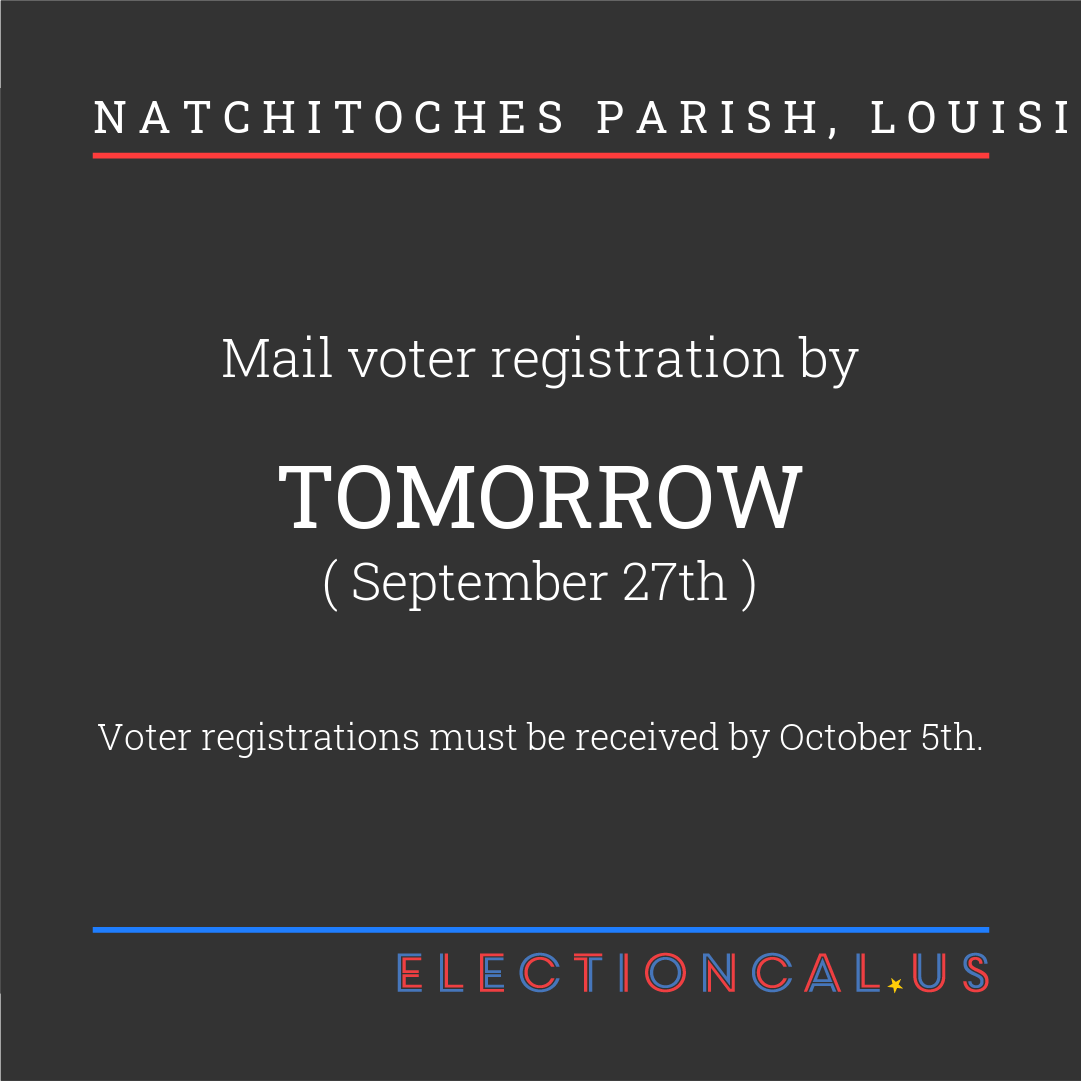 NATCHITOCHES PARISH, LOUISI
Mail voter registration by
TOMORROW
( September 27th )
Voter registrations must be received by October 5th.
ELECTIONCAL.US